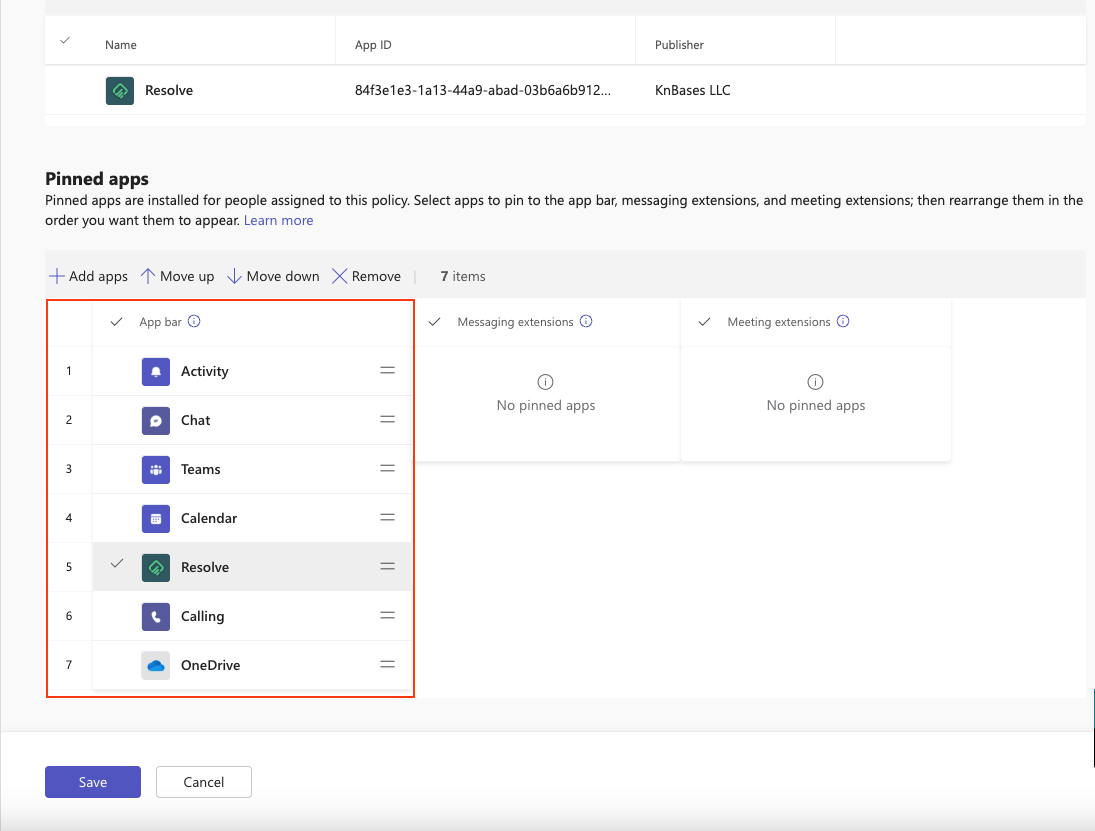 Name App ID Publisher
Resolve 84f3e1e3-1a13-44a9-abad-03b6a6b912... KnBases LLC
Pinned apps
Pinned apps are installed for people assigned to this policy. Select apps to pin to the app bar, messaging extensions, and meeting extensions; then rearrange them in the
order you want them to appear. Learn more
Add apps Move up Move down Remove | 7 items
App bar Messaging extensions Meeting extensions
1 Activity
No pinned apps No pinned apps
2 Chat
3 Teams
4 Calendar
5 Resolve
6 Calling
7 OneDrive
Save Cancel